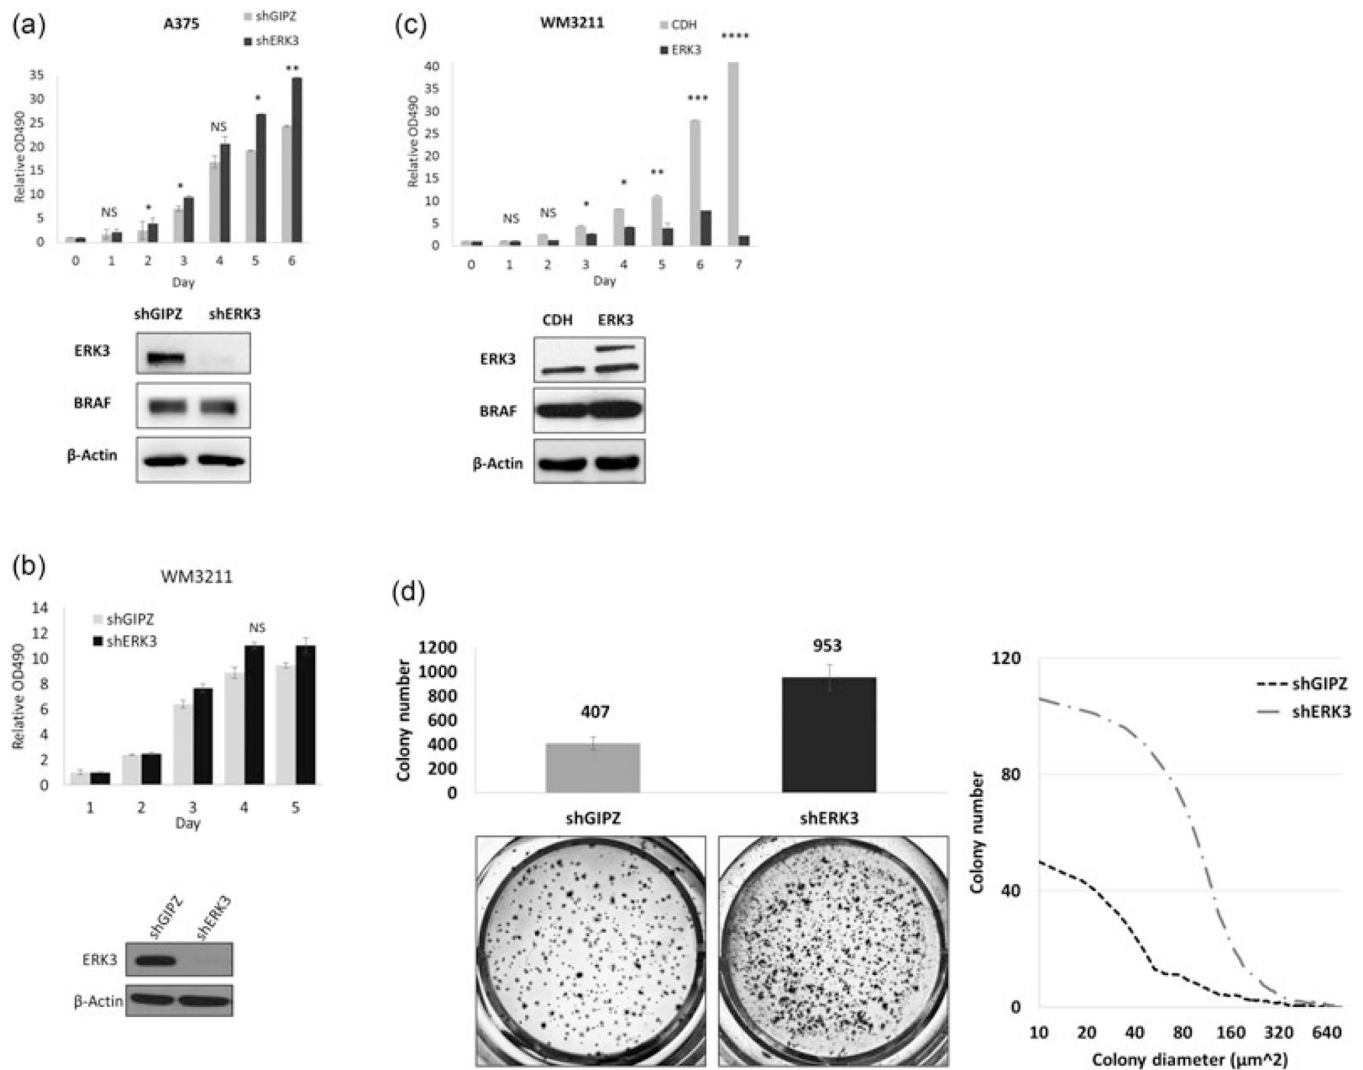 (a)
A375
shGIPZ
shERK3
Relative OD490
35
30
25
20
15
10
5
0
NS
*
*
NS
*
**
0 1 2 3 4 5 6
Day
shGIPZ shERK3
ERK3
BRAF
β-Actin
(c)
WM3211
CDH
ERK3
Relative OD490
40
35
30
25
20
15
10
5
0
NS
NS
*
*
**
***
****
0 1 2 3 4 5 6 7
Day
CDH ERK3
ERK3
BRAF
β-Actin
(b)
WM3211
shGIPZ
shERK3
Relative OD490
14
12
10
8
6
4
2
0
NS
1 2 3 4 5
Day
shGIPZ shERK3
ERK3
β-Actin
(d)
Colony number
1200
1000
800
600
400
200
0
407
953
shGIPZ shERK3
Colony number
120
80
40
0
shGIPZ
shERK3
10 20 40 80 160 320 640
Colony diameter (μm^2)